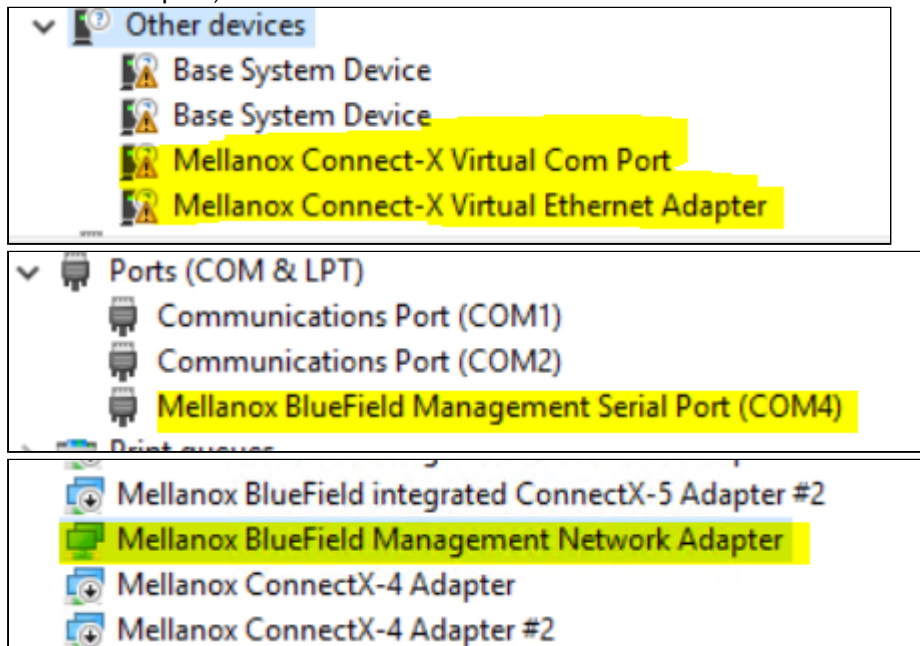 Other devices
Base System Device
Base System Device
Mellanox Connect-X Virtual Com Port
Mellanox Connect-X Virtual Ethernet Adapter
Ports (COM & LPT)
Communications Port (COM1)
Communications Port (COM2)
Mellanox BlueField Management Serial Port (COM4)
Print queues
Mellanox BlueField integrated ConnectX-5 Adapter #2
Mellanox BlueField Management Network Adapter
Mellanox ConnectX-4 Adapter
Mellanox ConnectX-4 Adapter #2